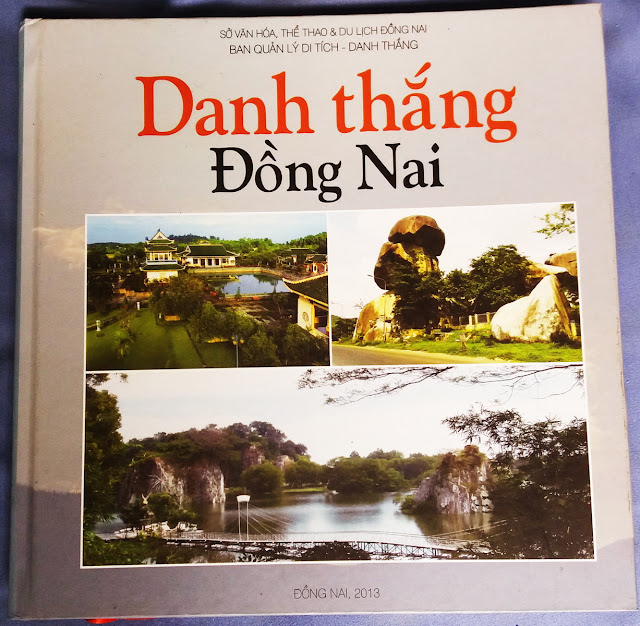 SỞ VĂN HÓA, THỂ THAO & DU LỊCH ĐỒNG NAI
BAN QUẢN LÝ DI TÍCH - DANH THẮNG
Danh thắng
Đồng Nai
ĐỒNG NAI, 2013